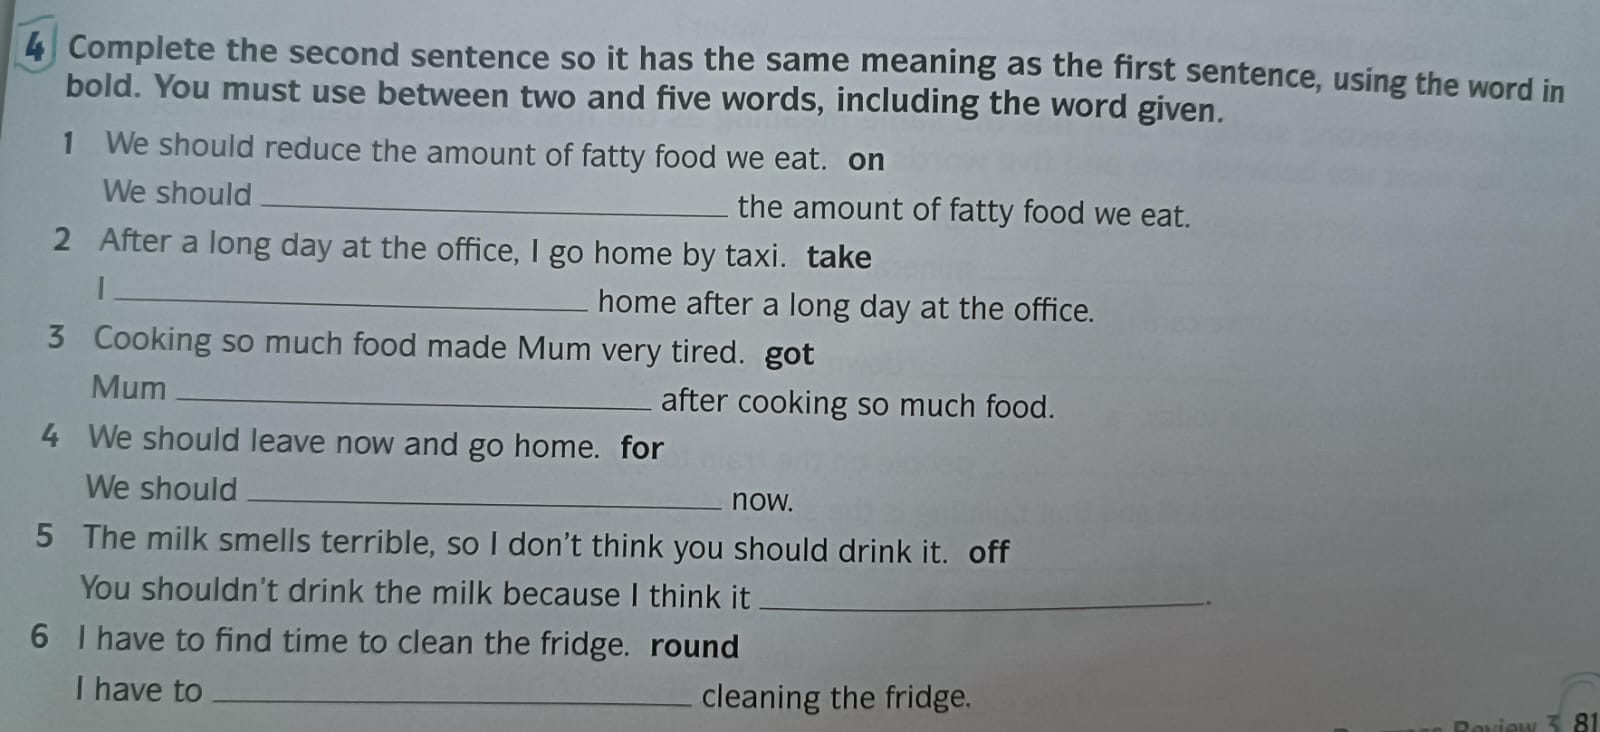 4 Complete the second sentence so it has the same meaning as the first sentence, using the word in
bold. You must use between two and five words, including the word given.
1 We should reduce the amount of fatty food we eat. on
We should ____________ the amount of fatty food we eat.
2 After a long day at the office, I go home by taxi. take
I ____________ home after a long day at the office.
3 Cooking so much food made Mum very tired. got
Mum ____________ after cooking so much food.
4 We should leave now and go home. for
We should ____________ now.
5 The milk smells terrible, so I don't think you should drink it. off
You shouldn't drink the milk because I think it ____________.
6 I have to find time to clean the fridge. round
I have to ____________ cleaning the fridge.
Review 3 81